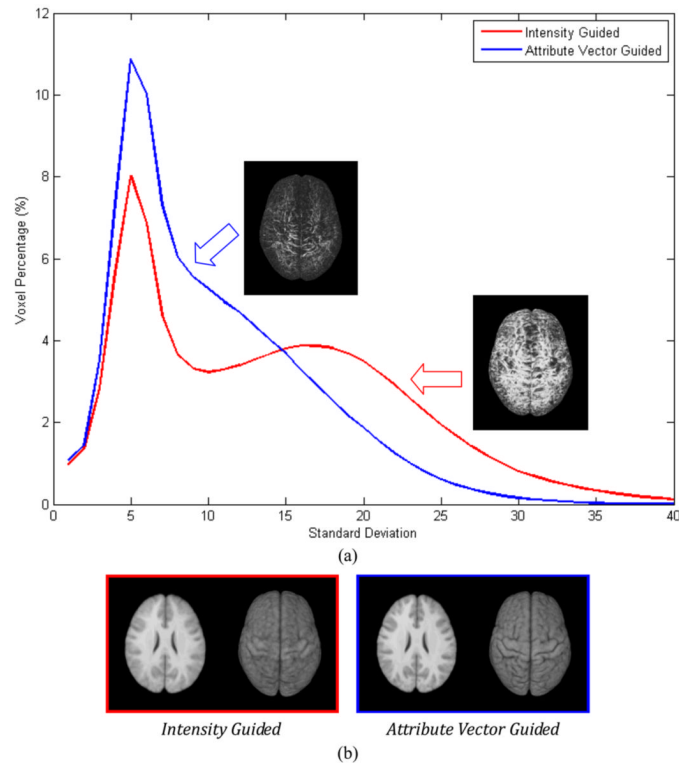 12
10
8
6
4
2
0
Voxel Percentage (%)
Intensity Guided
Attribute Vector Guided
0 5 10 15 20 25 30 35 40
Standard Deviation
(a)
Intensity Guided Attribute Vector Guided
(b)